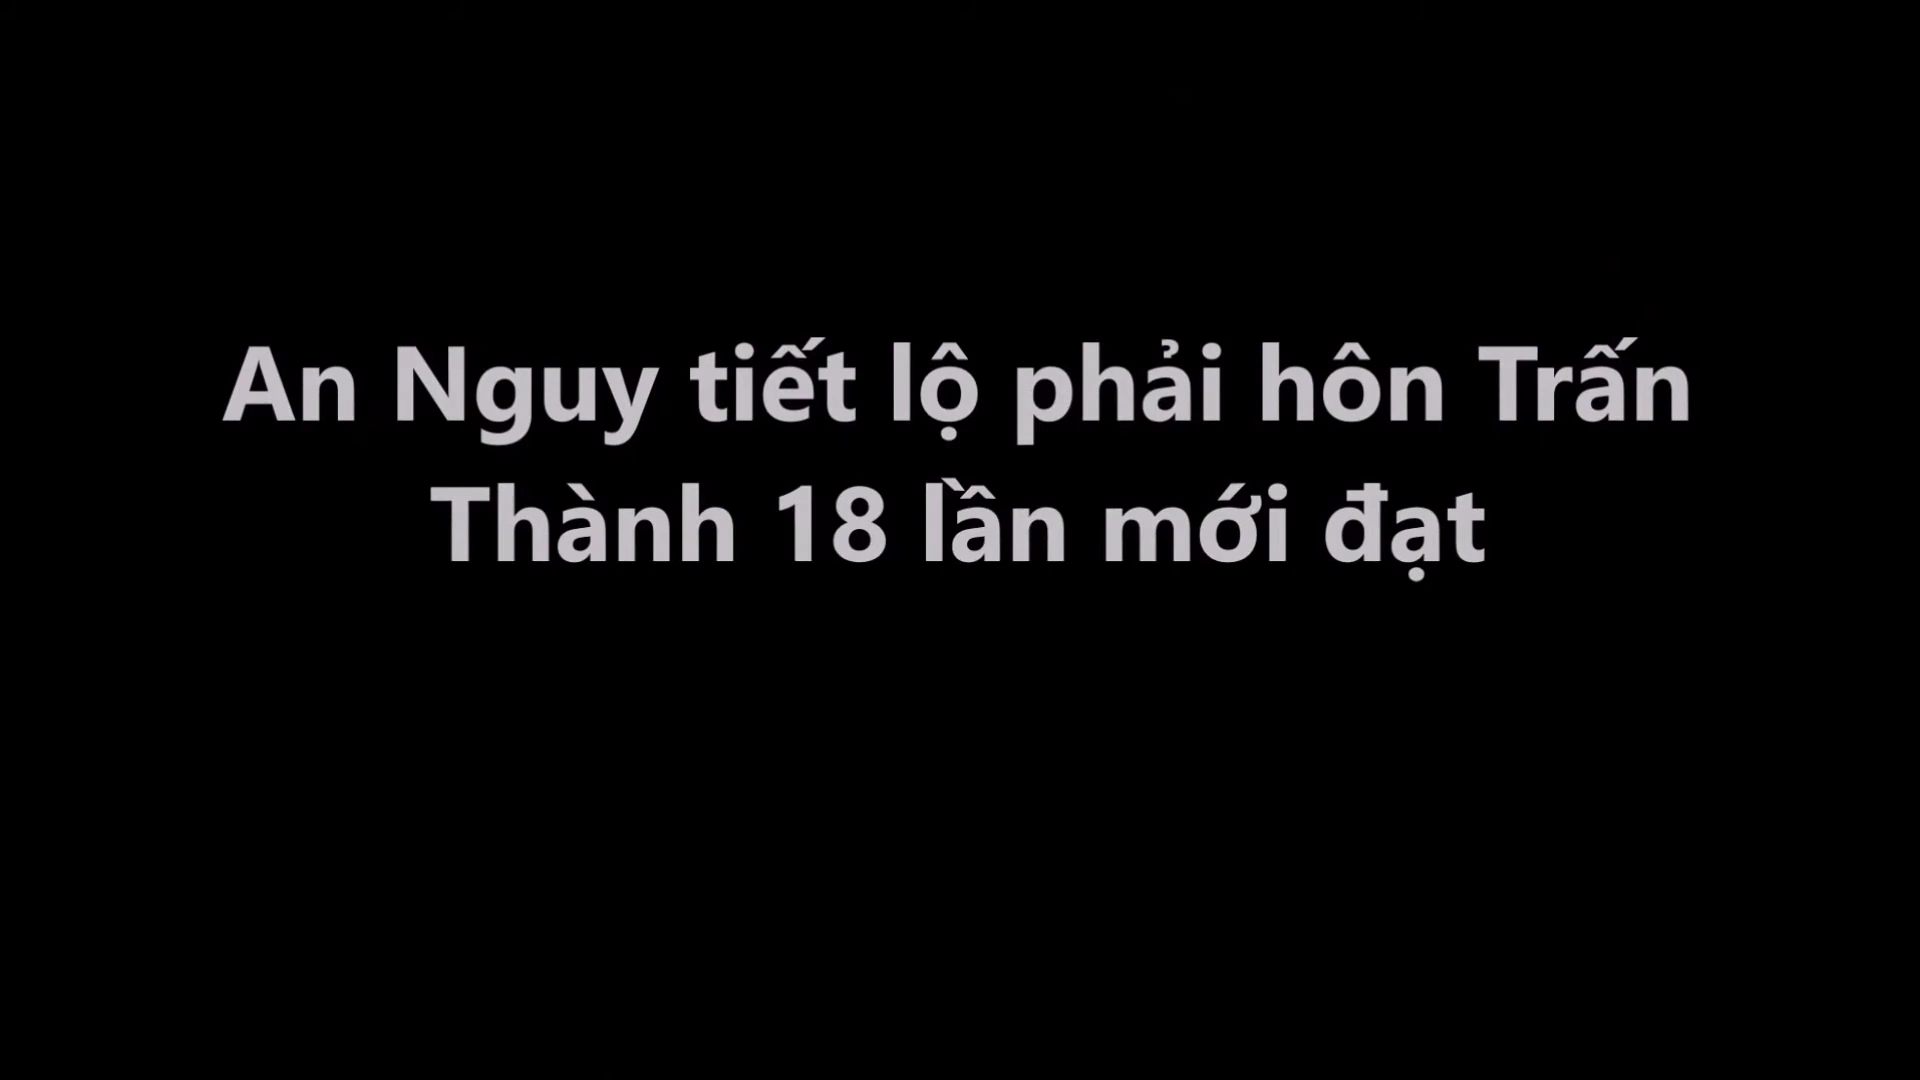 An Nguy tiết lộ phải hôn Trấn
Thành 18 lần mới đạt